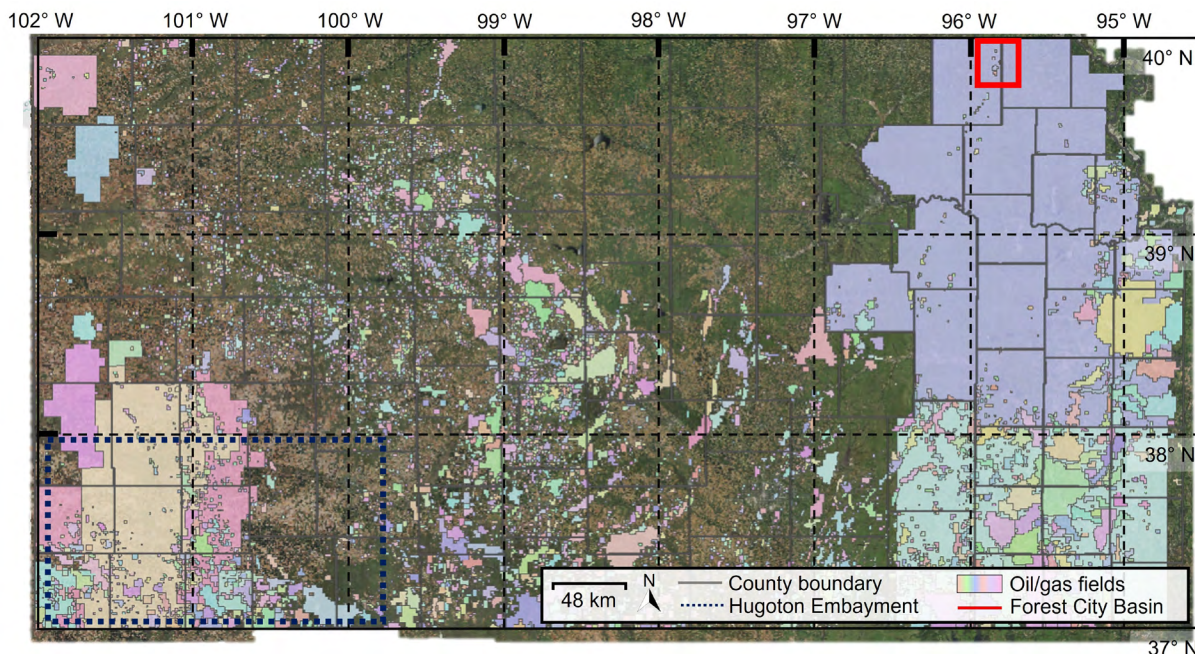 102° W 101° W 100° W 99° W 98° W 97° W 96° W 95° W
40° N
39° N
38° N
N
48 km
County boundary
Hugoton Embayment
Oil/gas fields
Forest City Basin
37° N